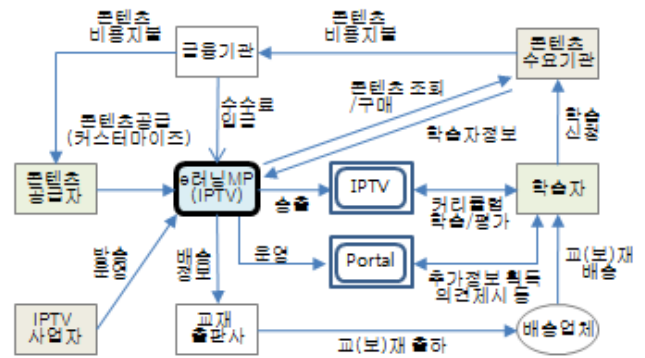 콘텐츠
비용지불
콘텐츠
비용지불
금융기관
콘텐츠
수요기관
콘텐츠공급
(커스터마이즈)
수수료
입금
콘텐츠 조회
/구매
학습자정보
학습
신청
콘텐츠
공급자
e러닝MP
(IPTV)
송출
IPTV
커리큘럼
학습/평가
학습자
방송
운영
배송
정보
운영
Portal
추가정보 획득
의견제시 등
교(보)재
배송
IPTV
사업자
교재
출판사
교(보)재 출하
배송업체